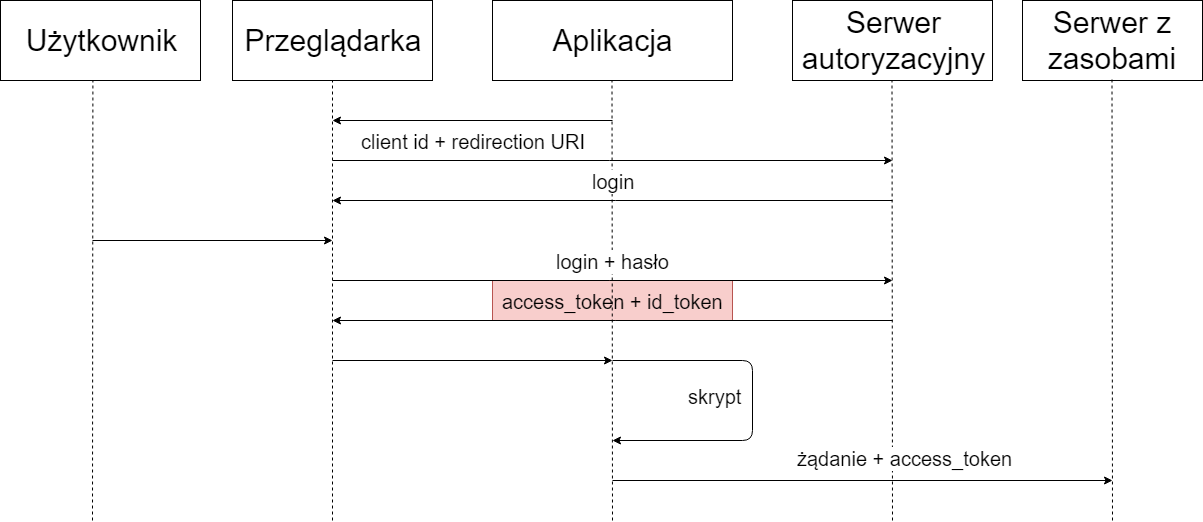 Użytkownik
Przeglądarka
Aplikacja
Serwer
autoryzacyjny
Serwer z
zasobami
client id + redirection URI
login
login + hasło
access_token + id_token
skrypt
żądanie + access_token